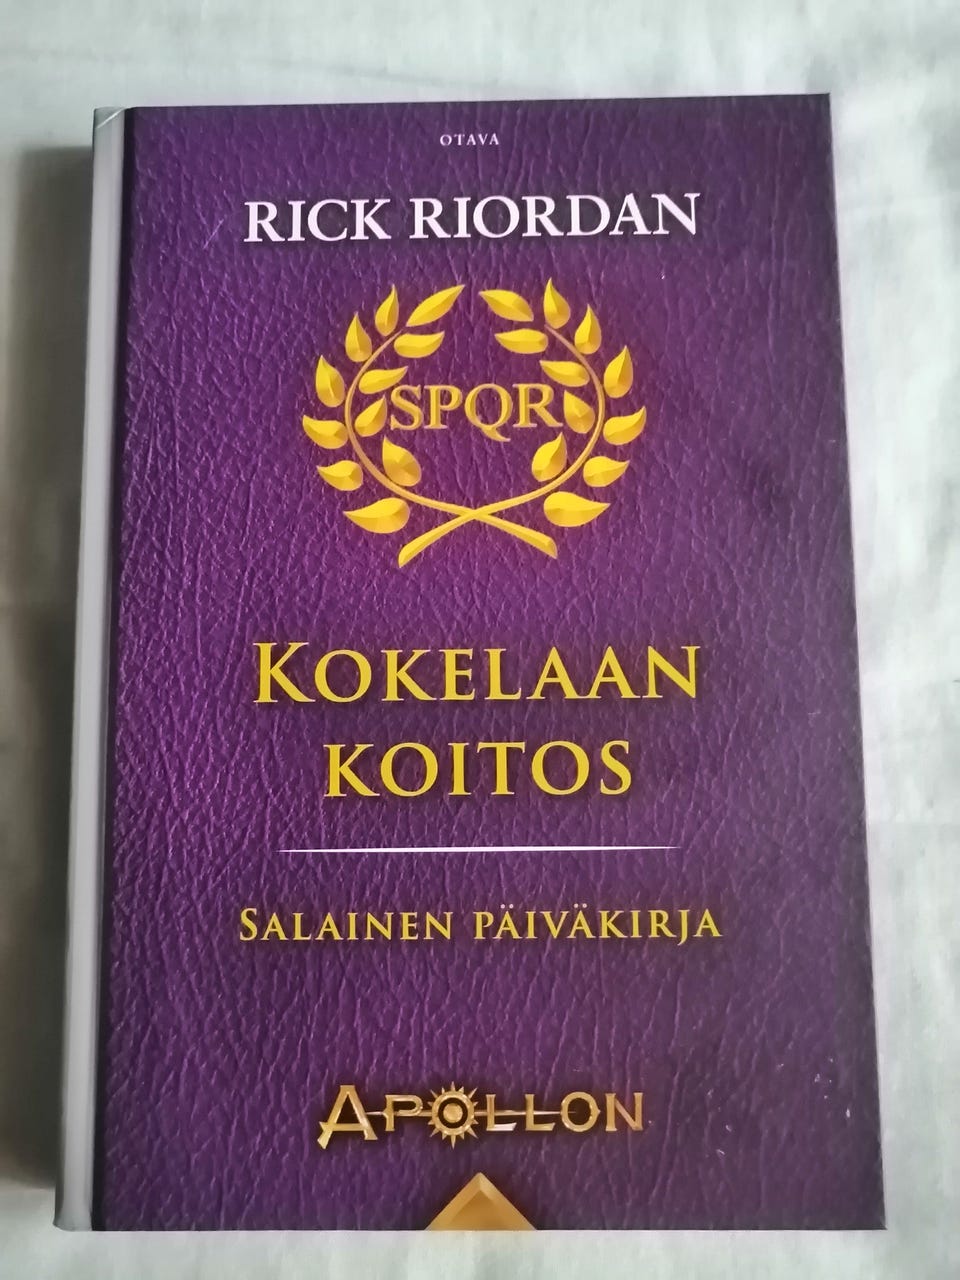 OTAVA
RICK RIORDAN
SPQR
KOKELAAN
KOITOS
SALAINEN PÄIVÄKIRJA
APOLLON